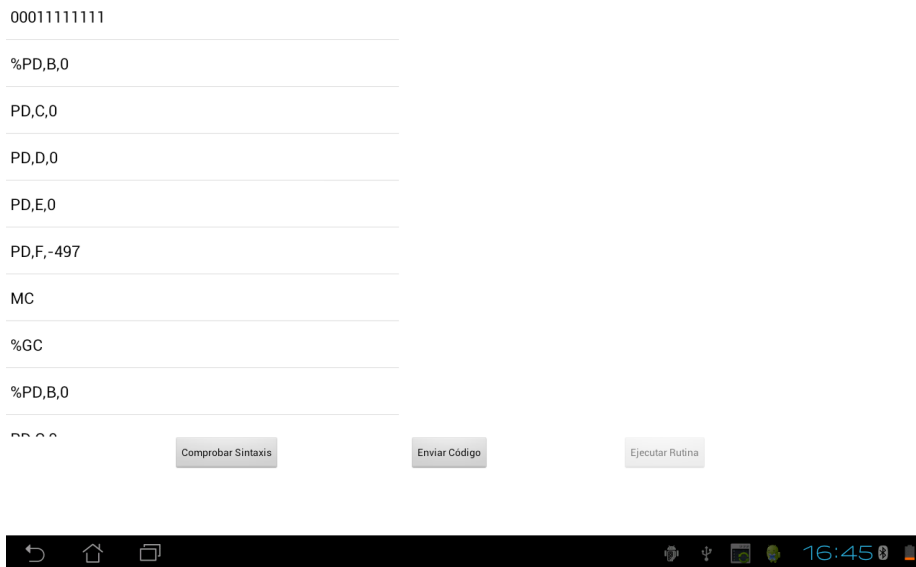 00011111111
%PD,B,0
PD,C,0
PD,D,0
PD,E,0
PD,F,-497
MC
%GC
%PD,B,0
Comprobar Sintaxis
Enviar Código
Ejecutar Rutina
16:45